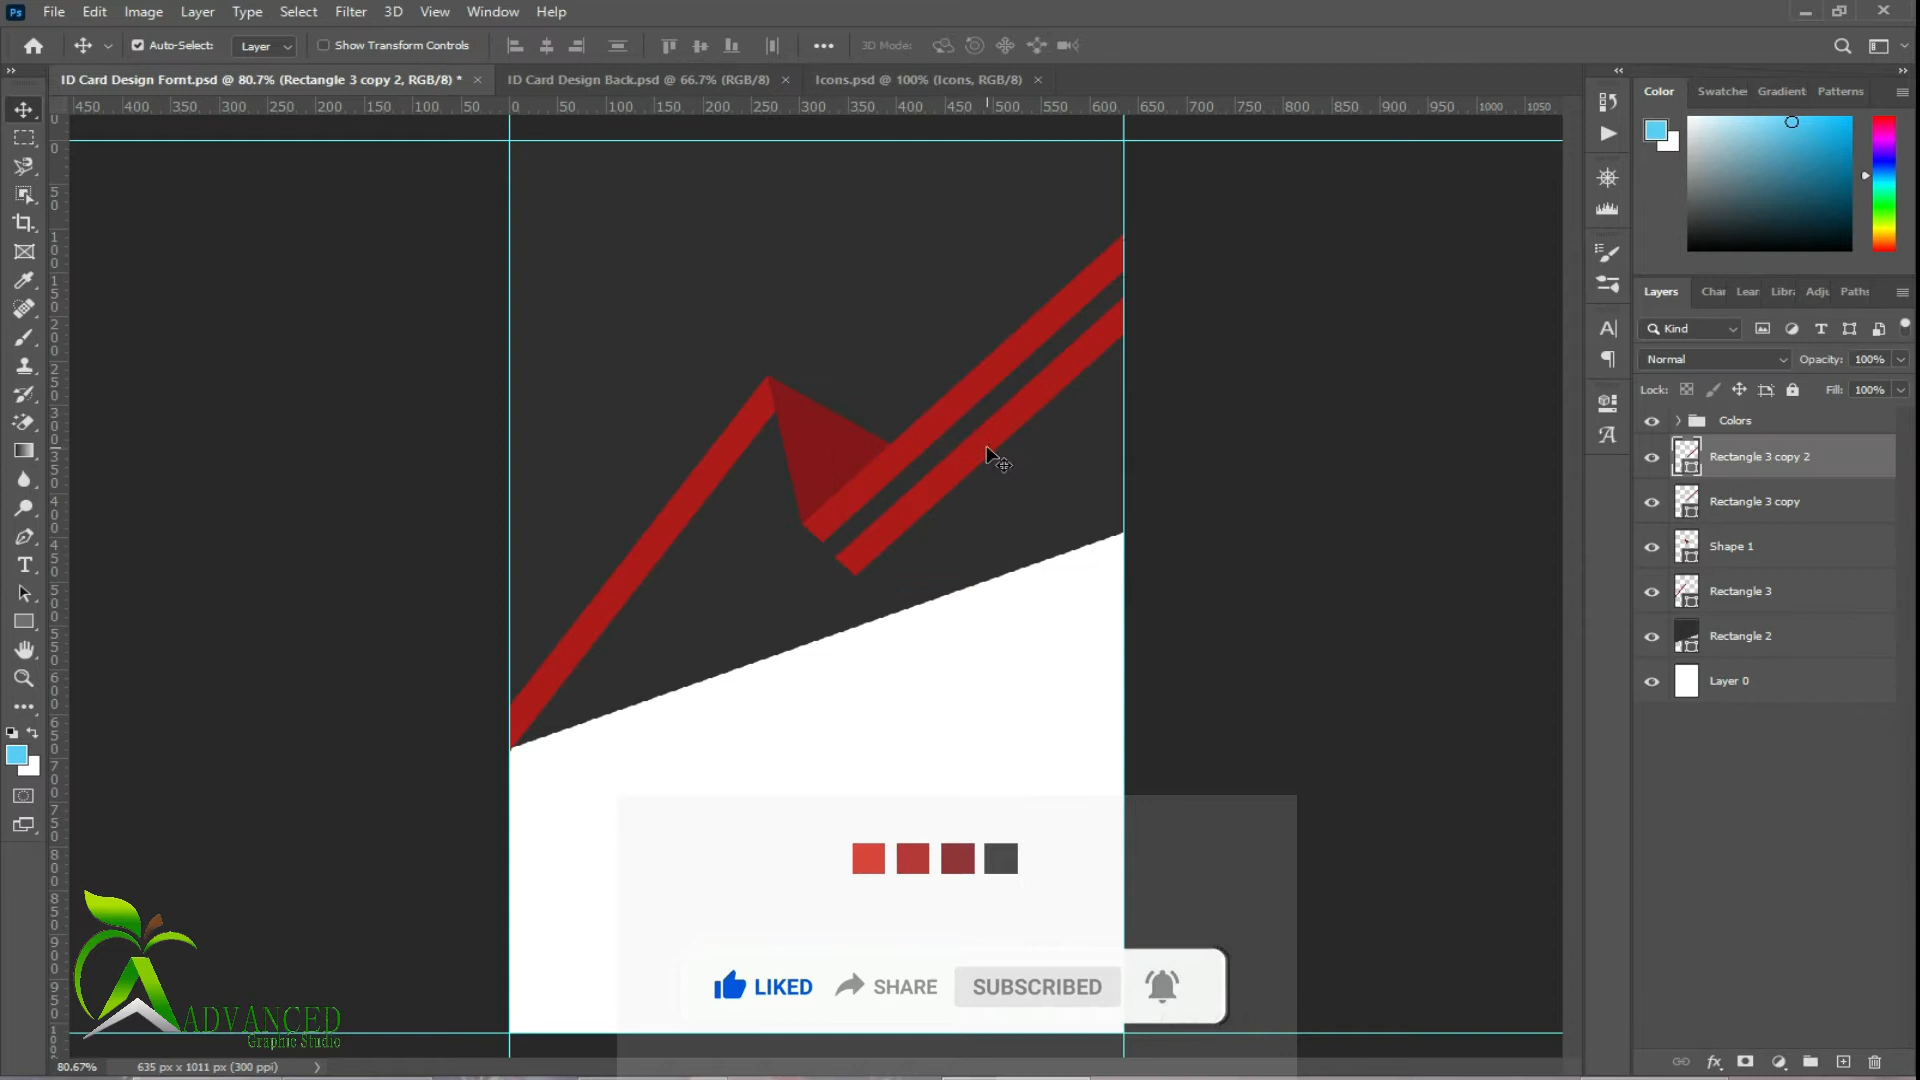 Ps File Edit Image Layer Type Select Filter 3D View Window Help
Auto-Select: Layer Show Transform Controls 3D Mode:
ID Card Design Fornt.psd @ 80.7% (Rectangle 3 copy 2, RGB/8) * ID Card Design Back.psd @ 66.7% (RGB/8) Icons.psd @ 100% (Icons, RGB/8)
450 400 350 300 250 200 150 100 50 0 50 100 150 200 250 300 350 400 450 500 550 600 650 700 750 800 850 900 950 1000 1050
Color Swatche Gradient Patterns
Layers Char Lear Libr Adju Paths
Kind
Normal Opacity: 100%
Lock: Fill: 100%
Colors
Rectangle 3 copy 2
Rectangle 3 copy
Shape 1
Rectangle 3
Rectangle 2
Layer 0
LIKED SHARE SUBSCRIBED
ADVANCED
Graphic Studio
80.67% 635 px x 1011 px (300 ppi)